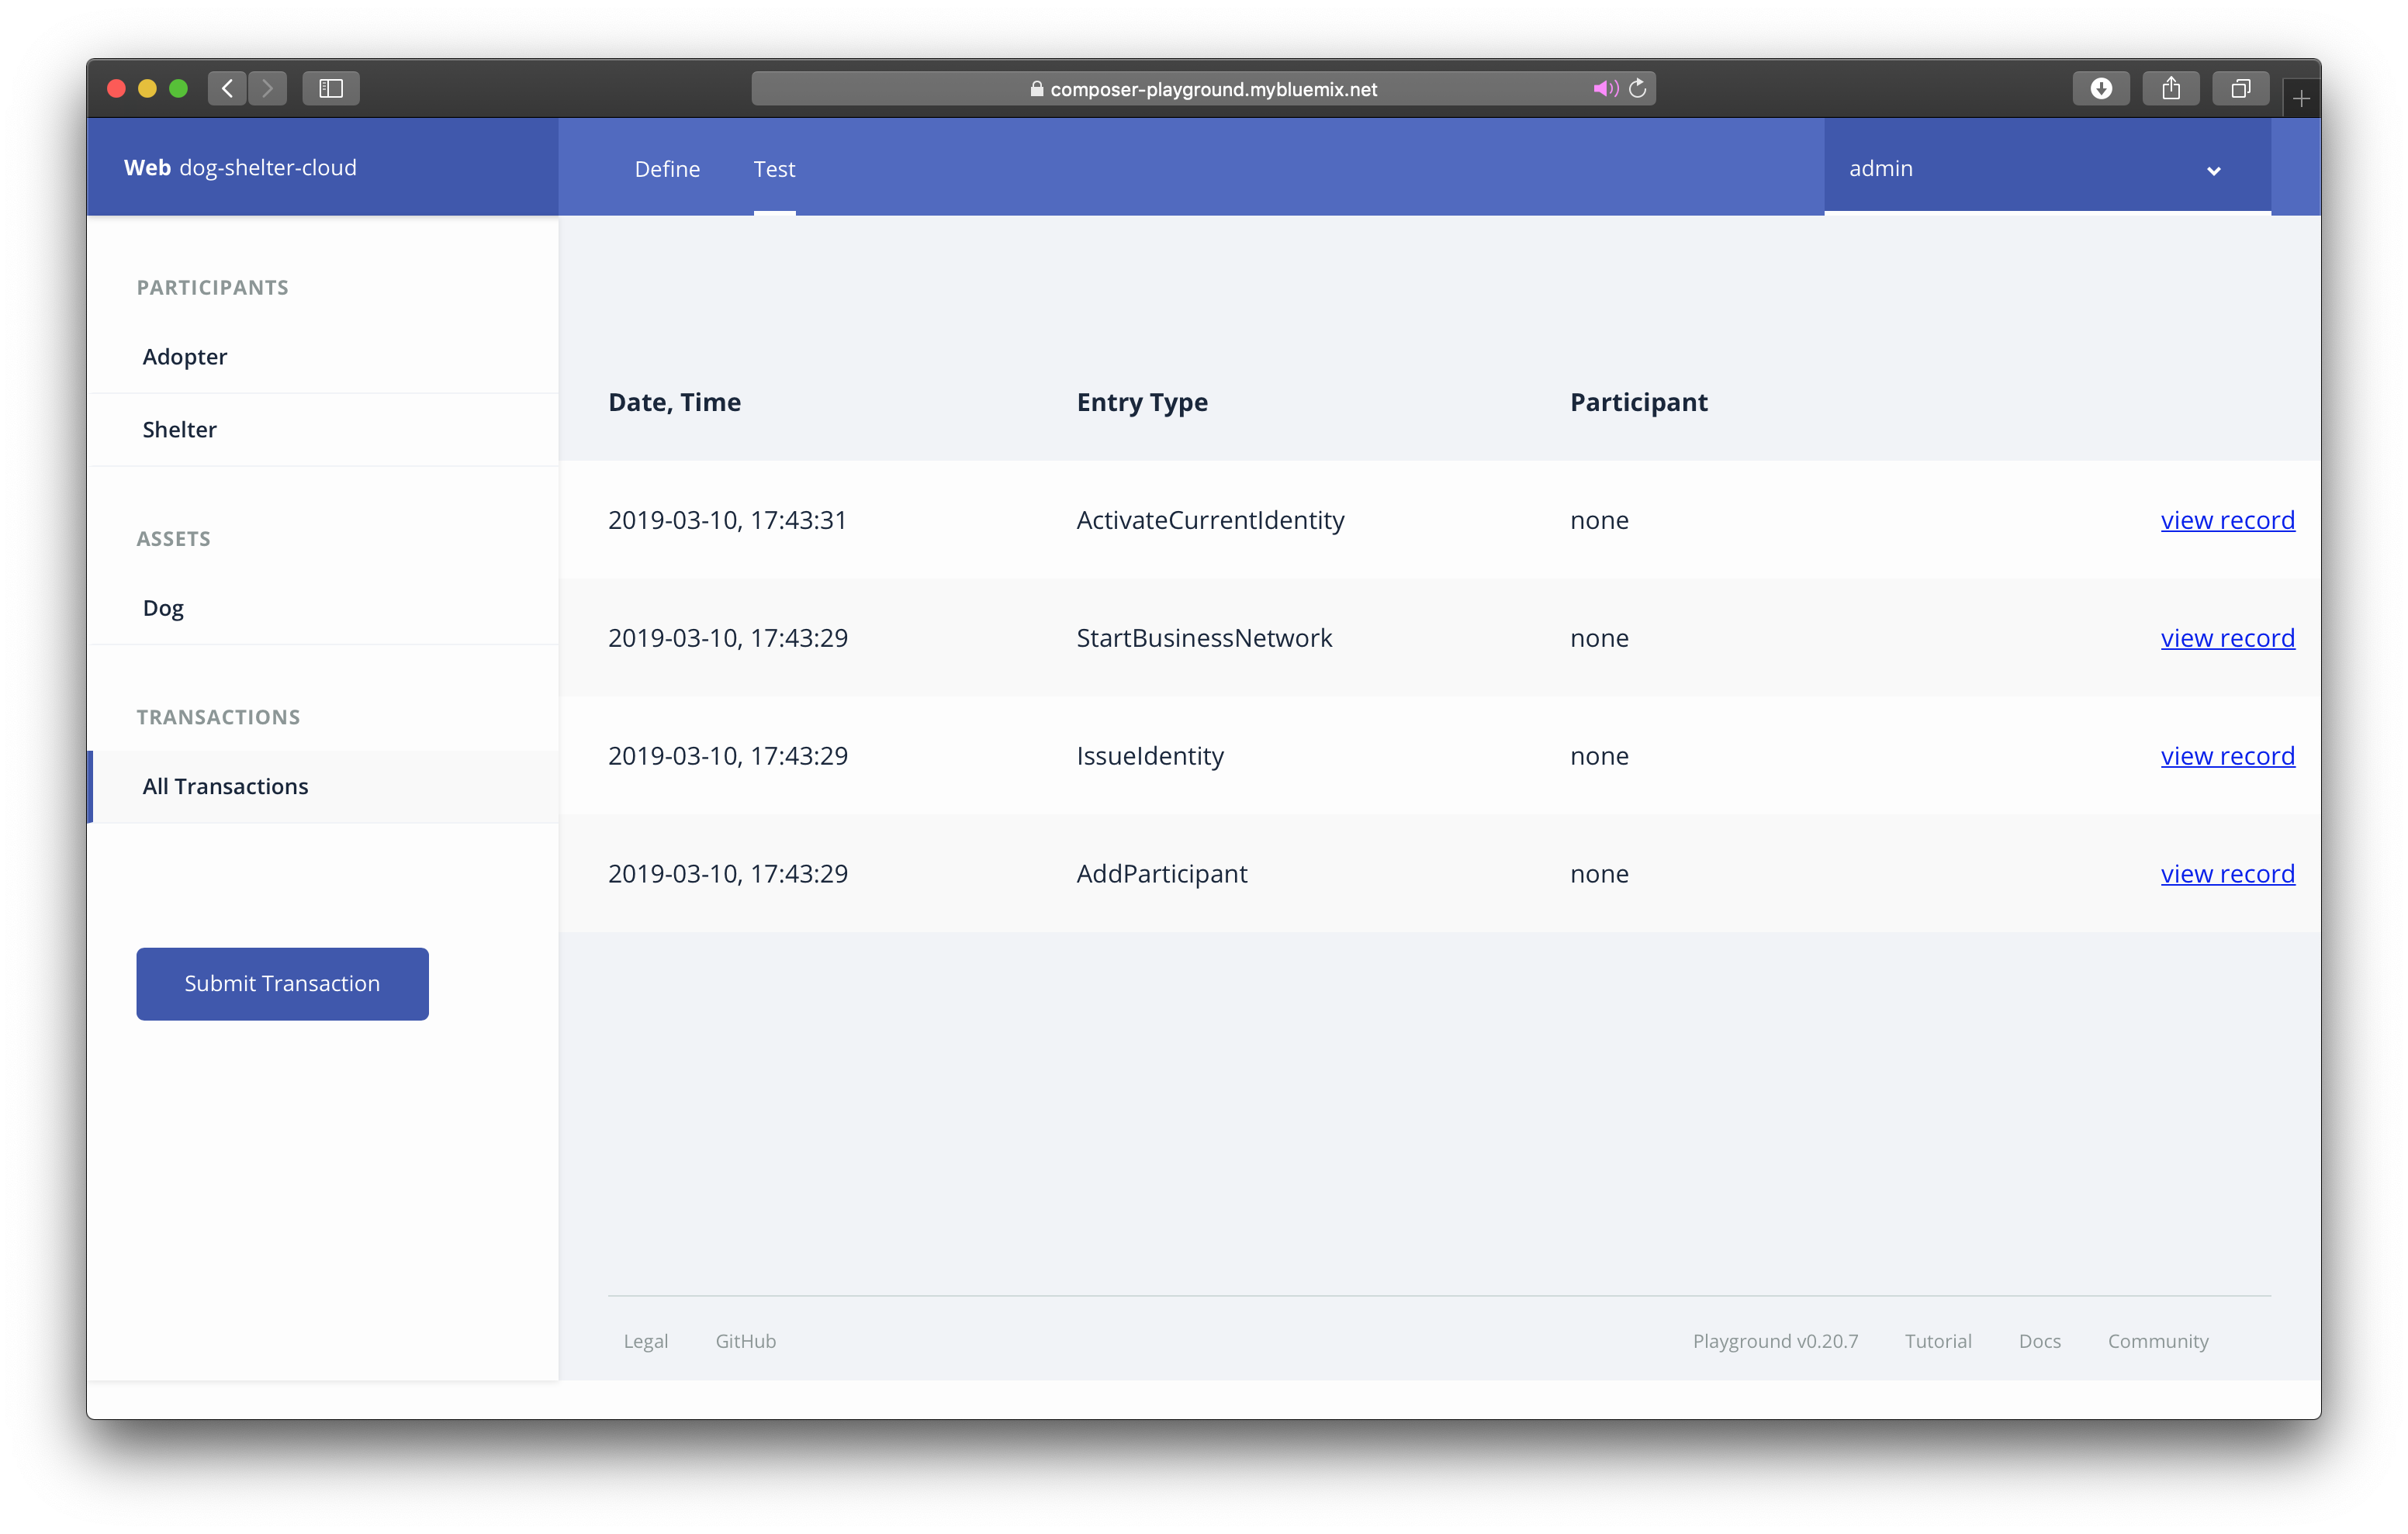 composer-playground.mybluemix.net
Web dog-shelter-cloud
Define Test
admin
PARTICIPANTS
Adopter
Shelter
ASSETS
Dog
TRANSACTIONS
All Transactions
Submit Transaction
Date, Time Entry Type Participant
2019-03-10, 17:43:31 ActivateCurrentIdentity none view record
2019-03-10, 17:43:29 StartBusinessNetwork none view record
2019-03-10, 17:43:29 IssueIdentity none view record
2019-03-10, 17:43:29 AddParticipant none view record
Legal GitHub Playground v0.20.7 Tutorial Docs Community